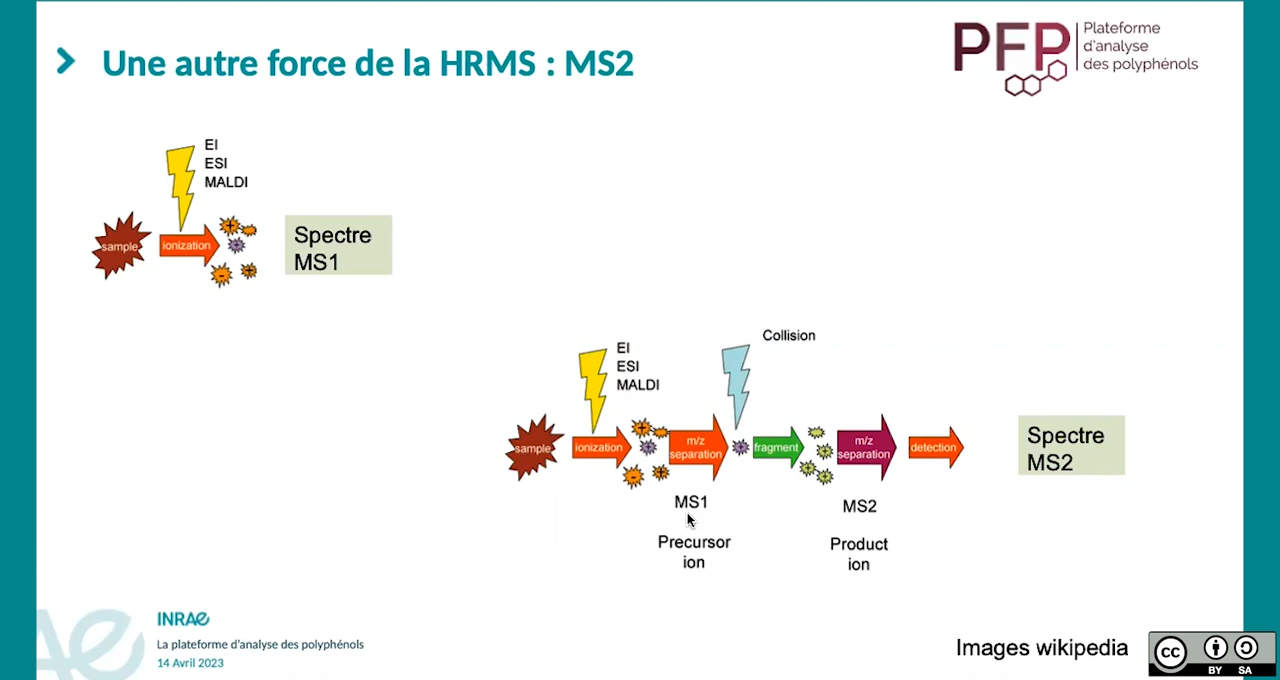 Une autre force de la HRMS : MS2
PFP
Plateforme
d'analyse
des polyphénols
EI
ESI
MALDI
sample
ionization
+
+
-
+
Spectre
MS1
EI
ESI
MALDI
Collision
sample
ionization
+
+
-
+
m/z
separation
+
fragment
+
+
+
m/z
separation
detection
Spectre
MS2
MS1
Precursor
ion
MS2
Product
ion
INRAE
La plateforme d'analyse des polyphénols
14 Avril 2023
Images wikipedia
cc
BY SA